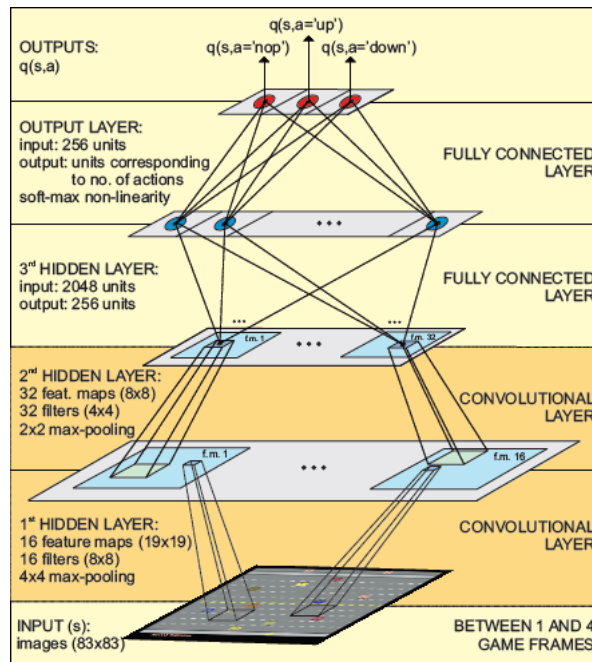 q(s,a='up')
OUTPUTS:
q(s,a)
q(s,a='nop')
q(s,a='down')
OUTPUT LAYER:
input: 256 units
output: units corresponding
to no. of actions
soft-max non-linearity
FULLY CONNECTED
LAYER
...
3rd HIDDEN LAYER:
input: 2048 units
output: 256 units
FULLY CONNECTED
LAYER
...
...
f.m. 1
...
f.m. 32
2nd HIDDEN LAYER:
32 feat. maps (8x8)
32 filters (4x4)
2x2 max-pooling
CONVOLUTIONAL
LAYER
f.m. 1
...
f.m. 16
1st HIDDEN LAYER:
16 feature maps (19x19)
16 filters (8x8)
4x4 max-pooling
CONVOLUTIONAL
LAYER
INPUT (s):
images (83x83)
BETWEEN 1 AND 4
GAME FRAMES